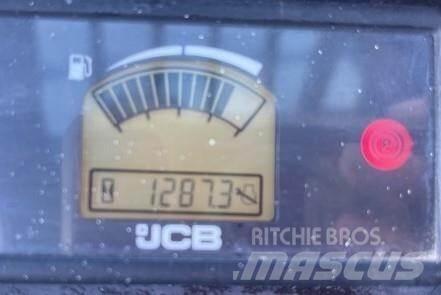 1287.3
JCB
RITCHIE BROS.
MASCUS